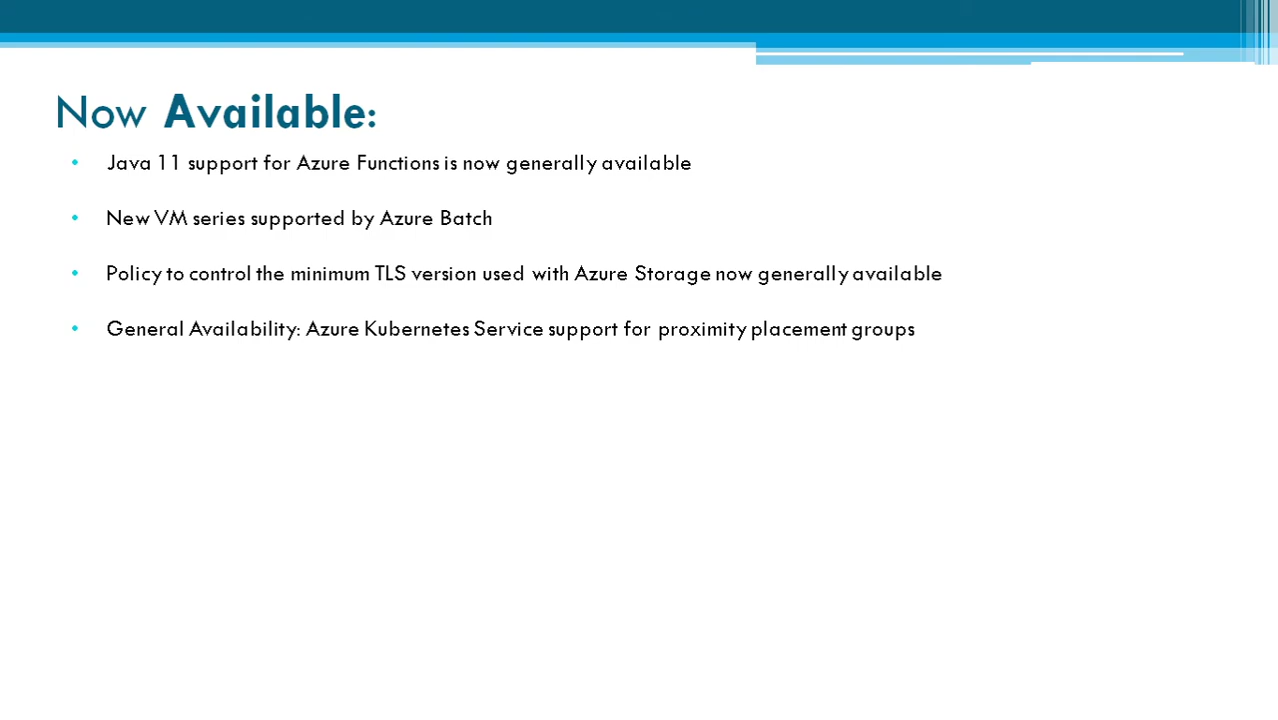 Now Available:
• Java 11 support for Azure Functions is now generally available
• New VM series supported by Azure Batch
• Policy to control the minimum TLS version used with Azure Storage now generally available
• General Availability: Azure Kubernetes Service support for proximity placement groups